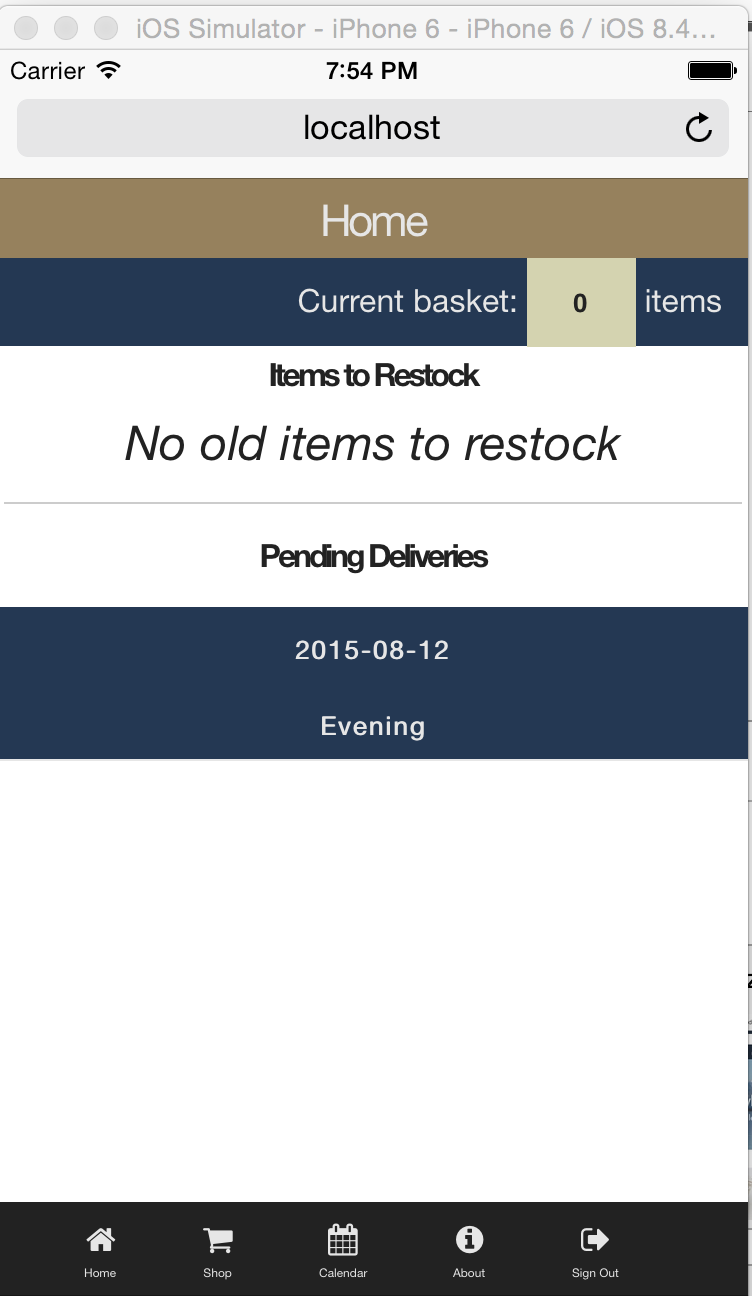 iOS Simulator - iPhone 6 - iPhone 6 / iOS 8.4...
Carrier 7:54 PM
localhost
Home
Current basket: 0 items
Items to Restock
No old items to restock
Pending Deliveries
2015-08-12
Evening
Home Shop Calendar About Sign Out